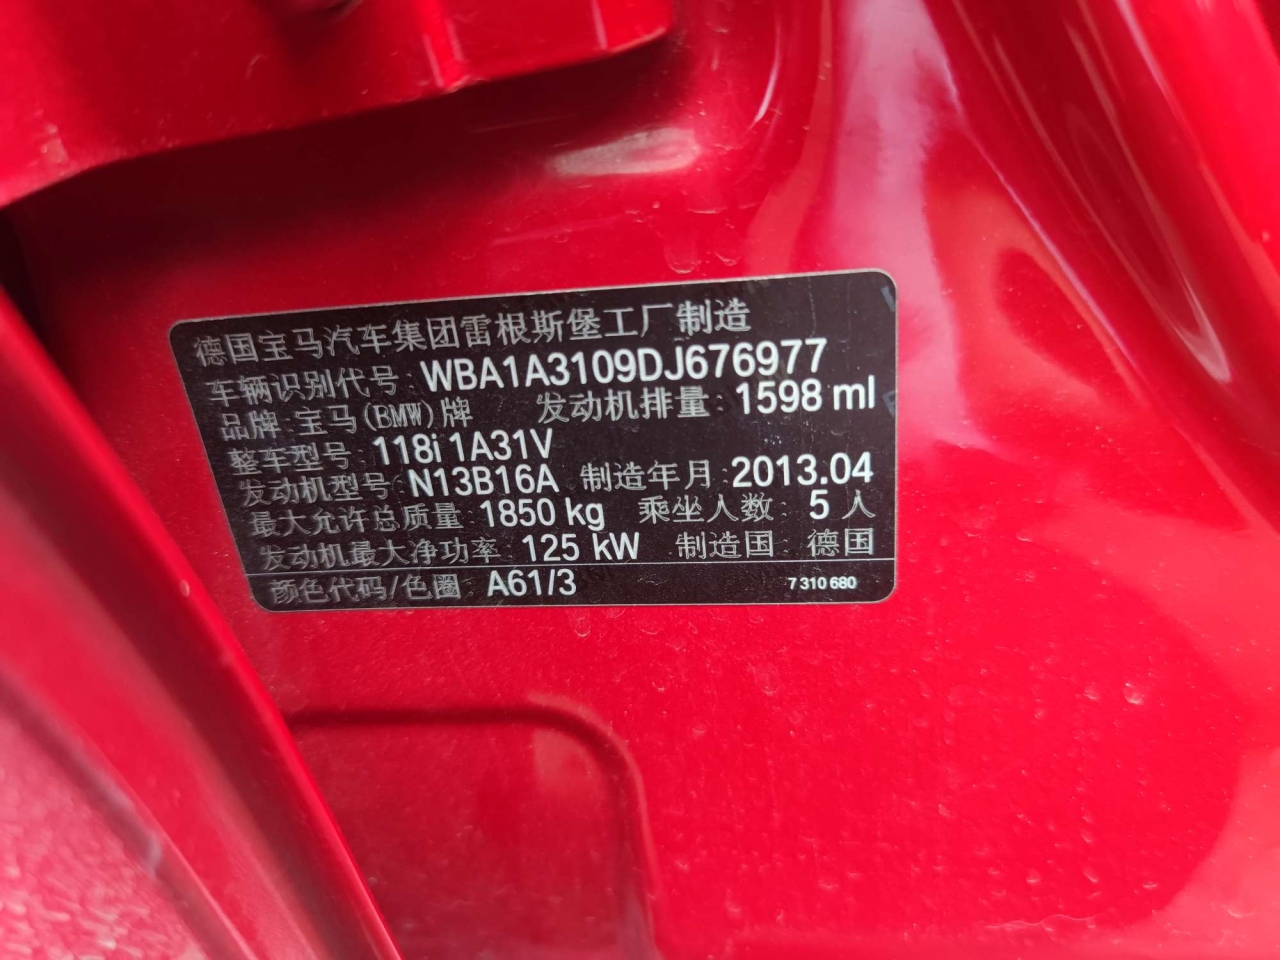 德国宝马汽车集团雷根斯堡工厂制造
车辆识别代号: WBA1A3109DJ676977
品牌: 宝马(BMW)牌 发动机排量: 1598 ml
整车型号: 118i 1A31V
发动机型号: N13B16A 制造年月: 2013.04
最大允许总质量: 1850 kg 乘坐人数: 5 人
发动机最大净功率: 125 kW 制造国: 德国
颜色代码/色圈: A61/3 7 310 680